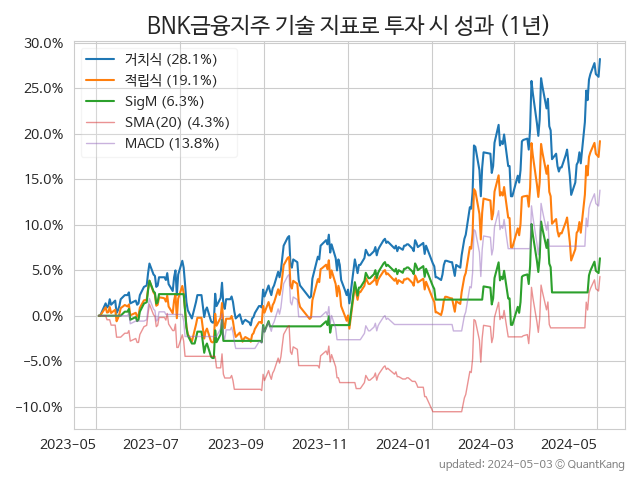 BNK금융지주 기술 지표로 투자 시 성과 (1년)
거치식 (28.1%)
적립식 (19.1%)
SigM (6.3%)
SMA(20) (4.3%)
MACD (13.8%)
30.0%
25.0%
20.0%
15.0%
10.0%
5.0%
0.0%
−5.0%
−10.0%
2023-05 2023-07 2023-09 2023-11 2024-01 2024-03 2024-05
updated: 2024-05-03 ⓒ QuantKang